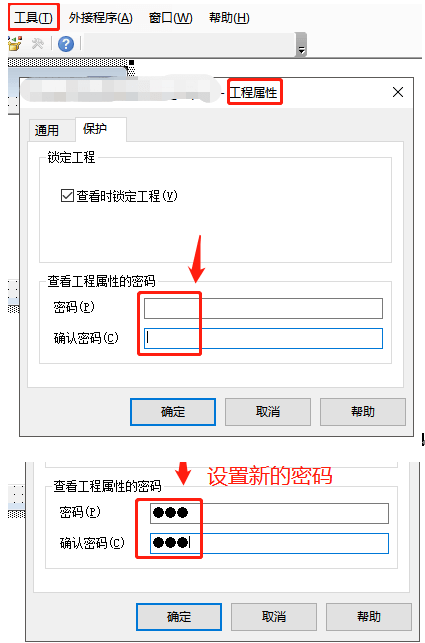 工具(T) 外接程序(A) 窗口(W) 帮助(H)
- 工程属性
通用 保护
锁定工程
查看时锁定工程(V)
查看工程属性的密码
密码(P)
确认密码(C)
确定 取消 帮助
设置新的密码
查看工程属性的密码
密码(P) ●●●
确认密码(C) ●●●
确定 取消 帮助